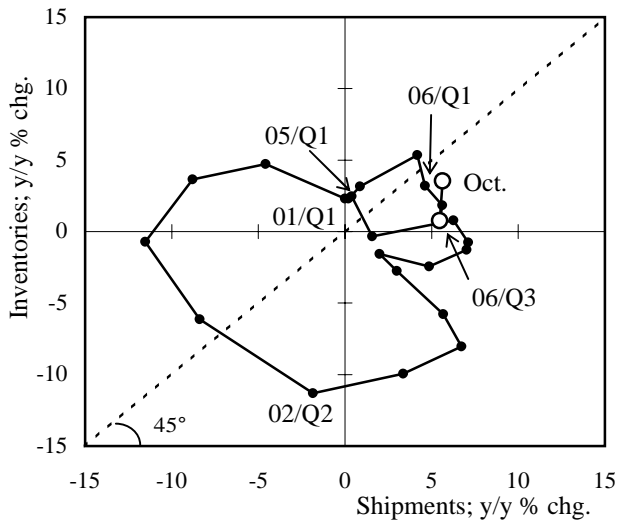 Inventories; y/y % chg.
15
10
5
0
-5
-10
-15
06/Q1
05/Q1
Oct.
01/Q1
06/Q3
02/Q2
45°
-15
-10
-5
0
5
10
15
Shipments; y/y % chg.